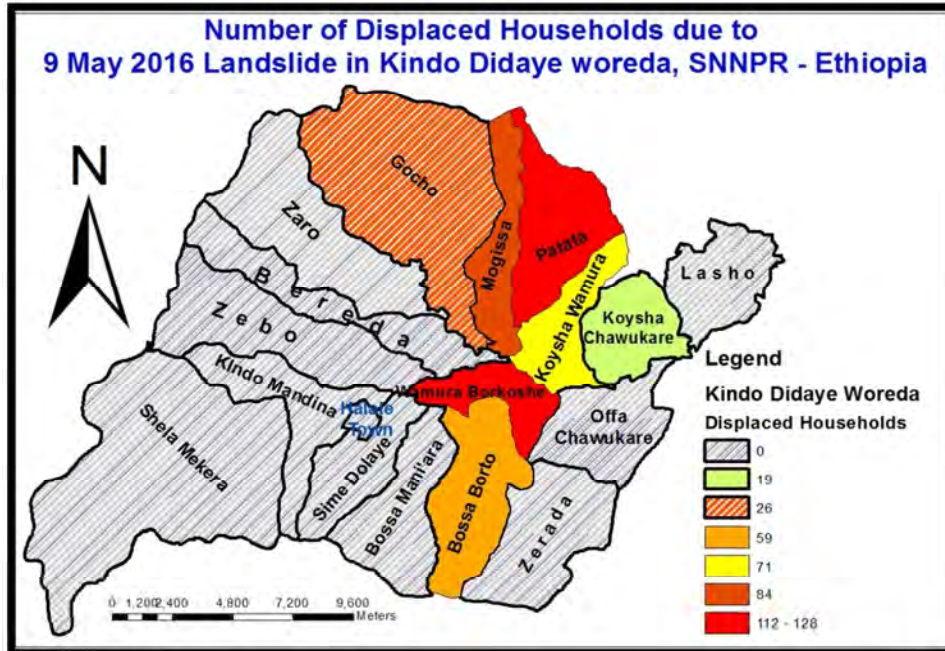 Number of Displaced Households due to
9 May 2016 Landslide in Kindo Didaye woreda, SNNPR - Ethiopia
N
Gocho
Zaro
Mogissa
Patata
Lasho
Bereda
Koysha Wamura
Koysha
Chawukare
Zebo
Kindo Mandina
Wamura Borkoshe
Halale
Town
Offa
Chawukare
Shela Mekera
Sime Dolaye
Bossa Mani'ara
Bossa Borto
Zerada
0 1,200 2,400 4,800 7,200 9,600
Meters
Legend
Kindo Didaye Woreda
Displaced Households
0
19
26
59
71
84
112 - 128